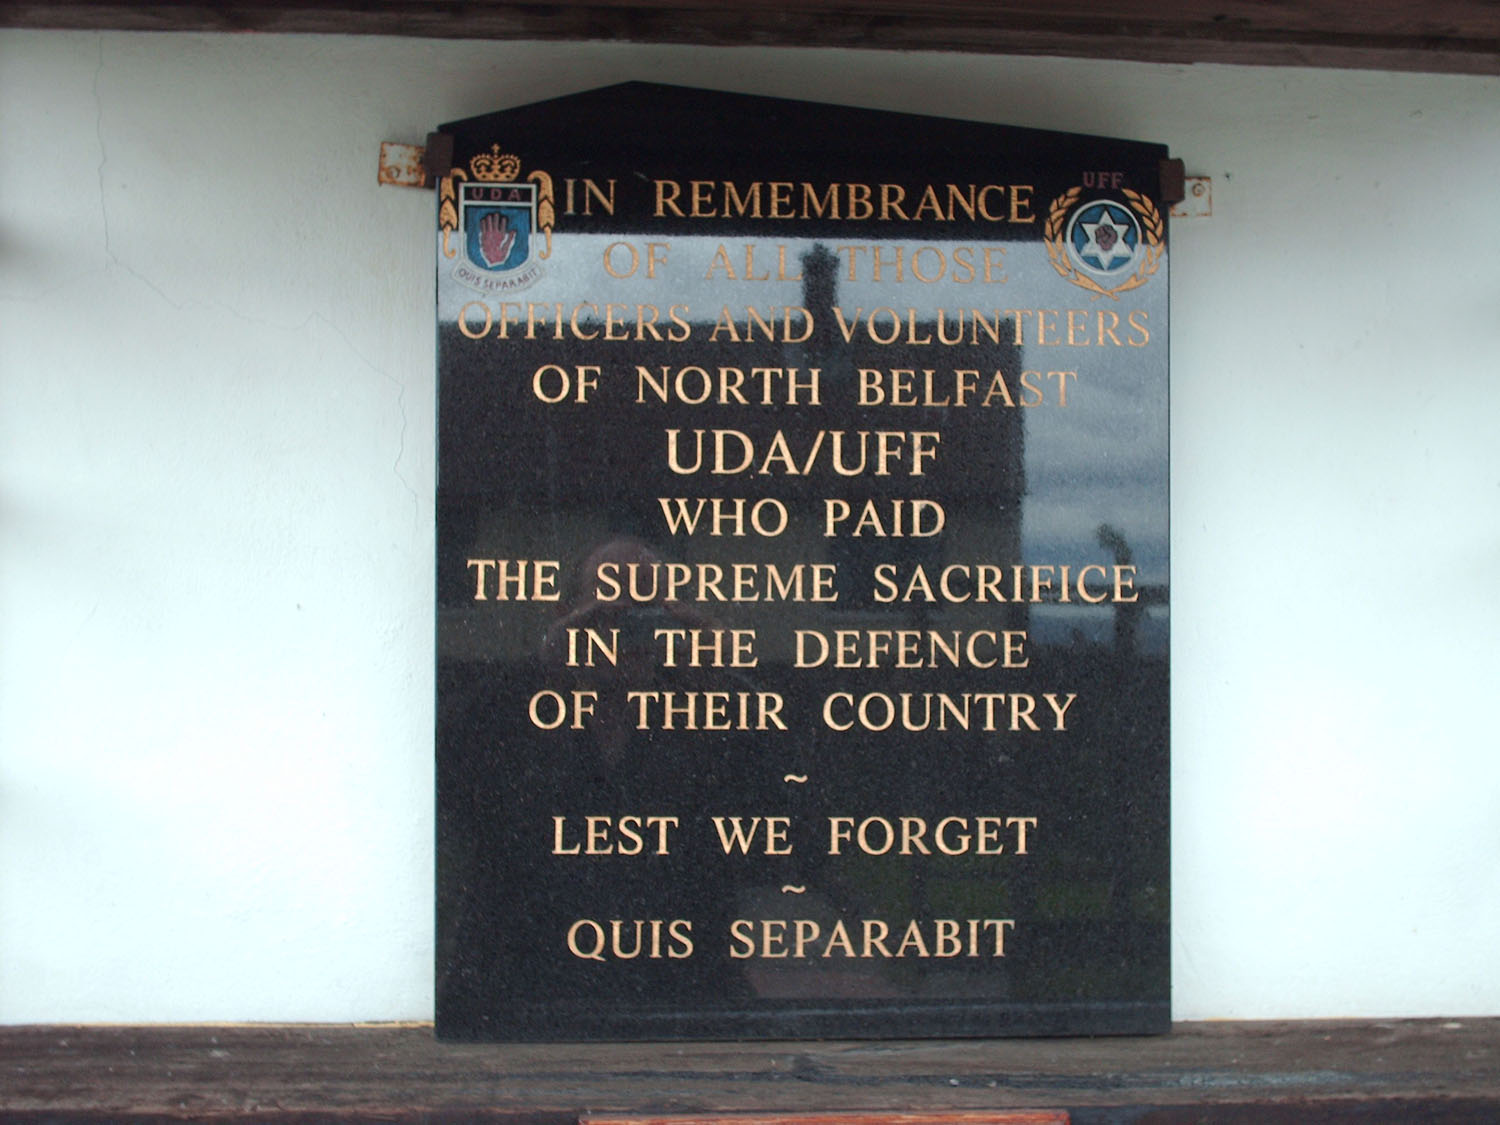 UDA
QUIS SEPARABIT
UFF
IN REMEMBRANCE
OF ALL THOSE
OFFICERS AND VOLUNTEERS
OF NORTH BELFAST
UDA/UFF
WHO PAID
THE SUPREME SACRIFICE
IN THE DEFENCE
OF THEIR COUNTRY
~
LEST WE FORGET
~
QUIS SEPARABIT